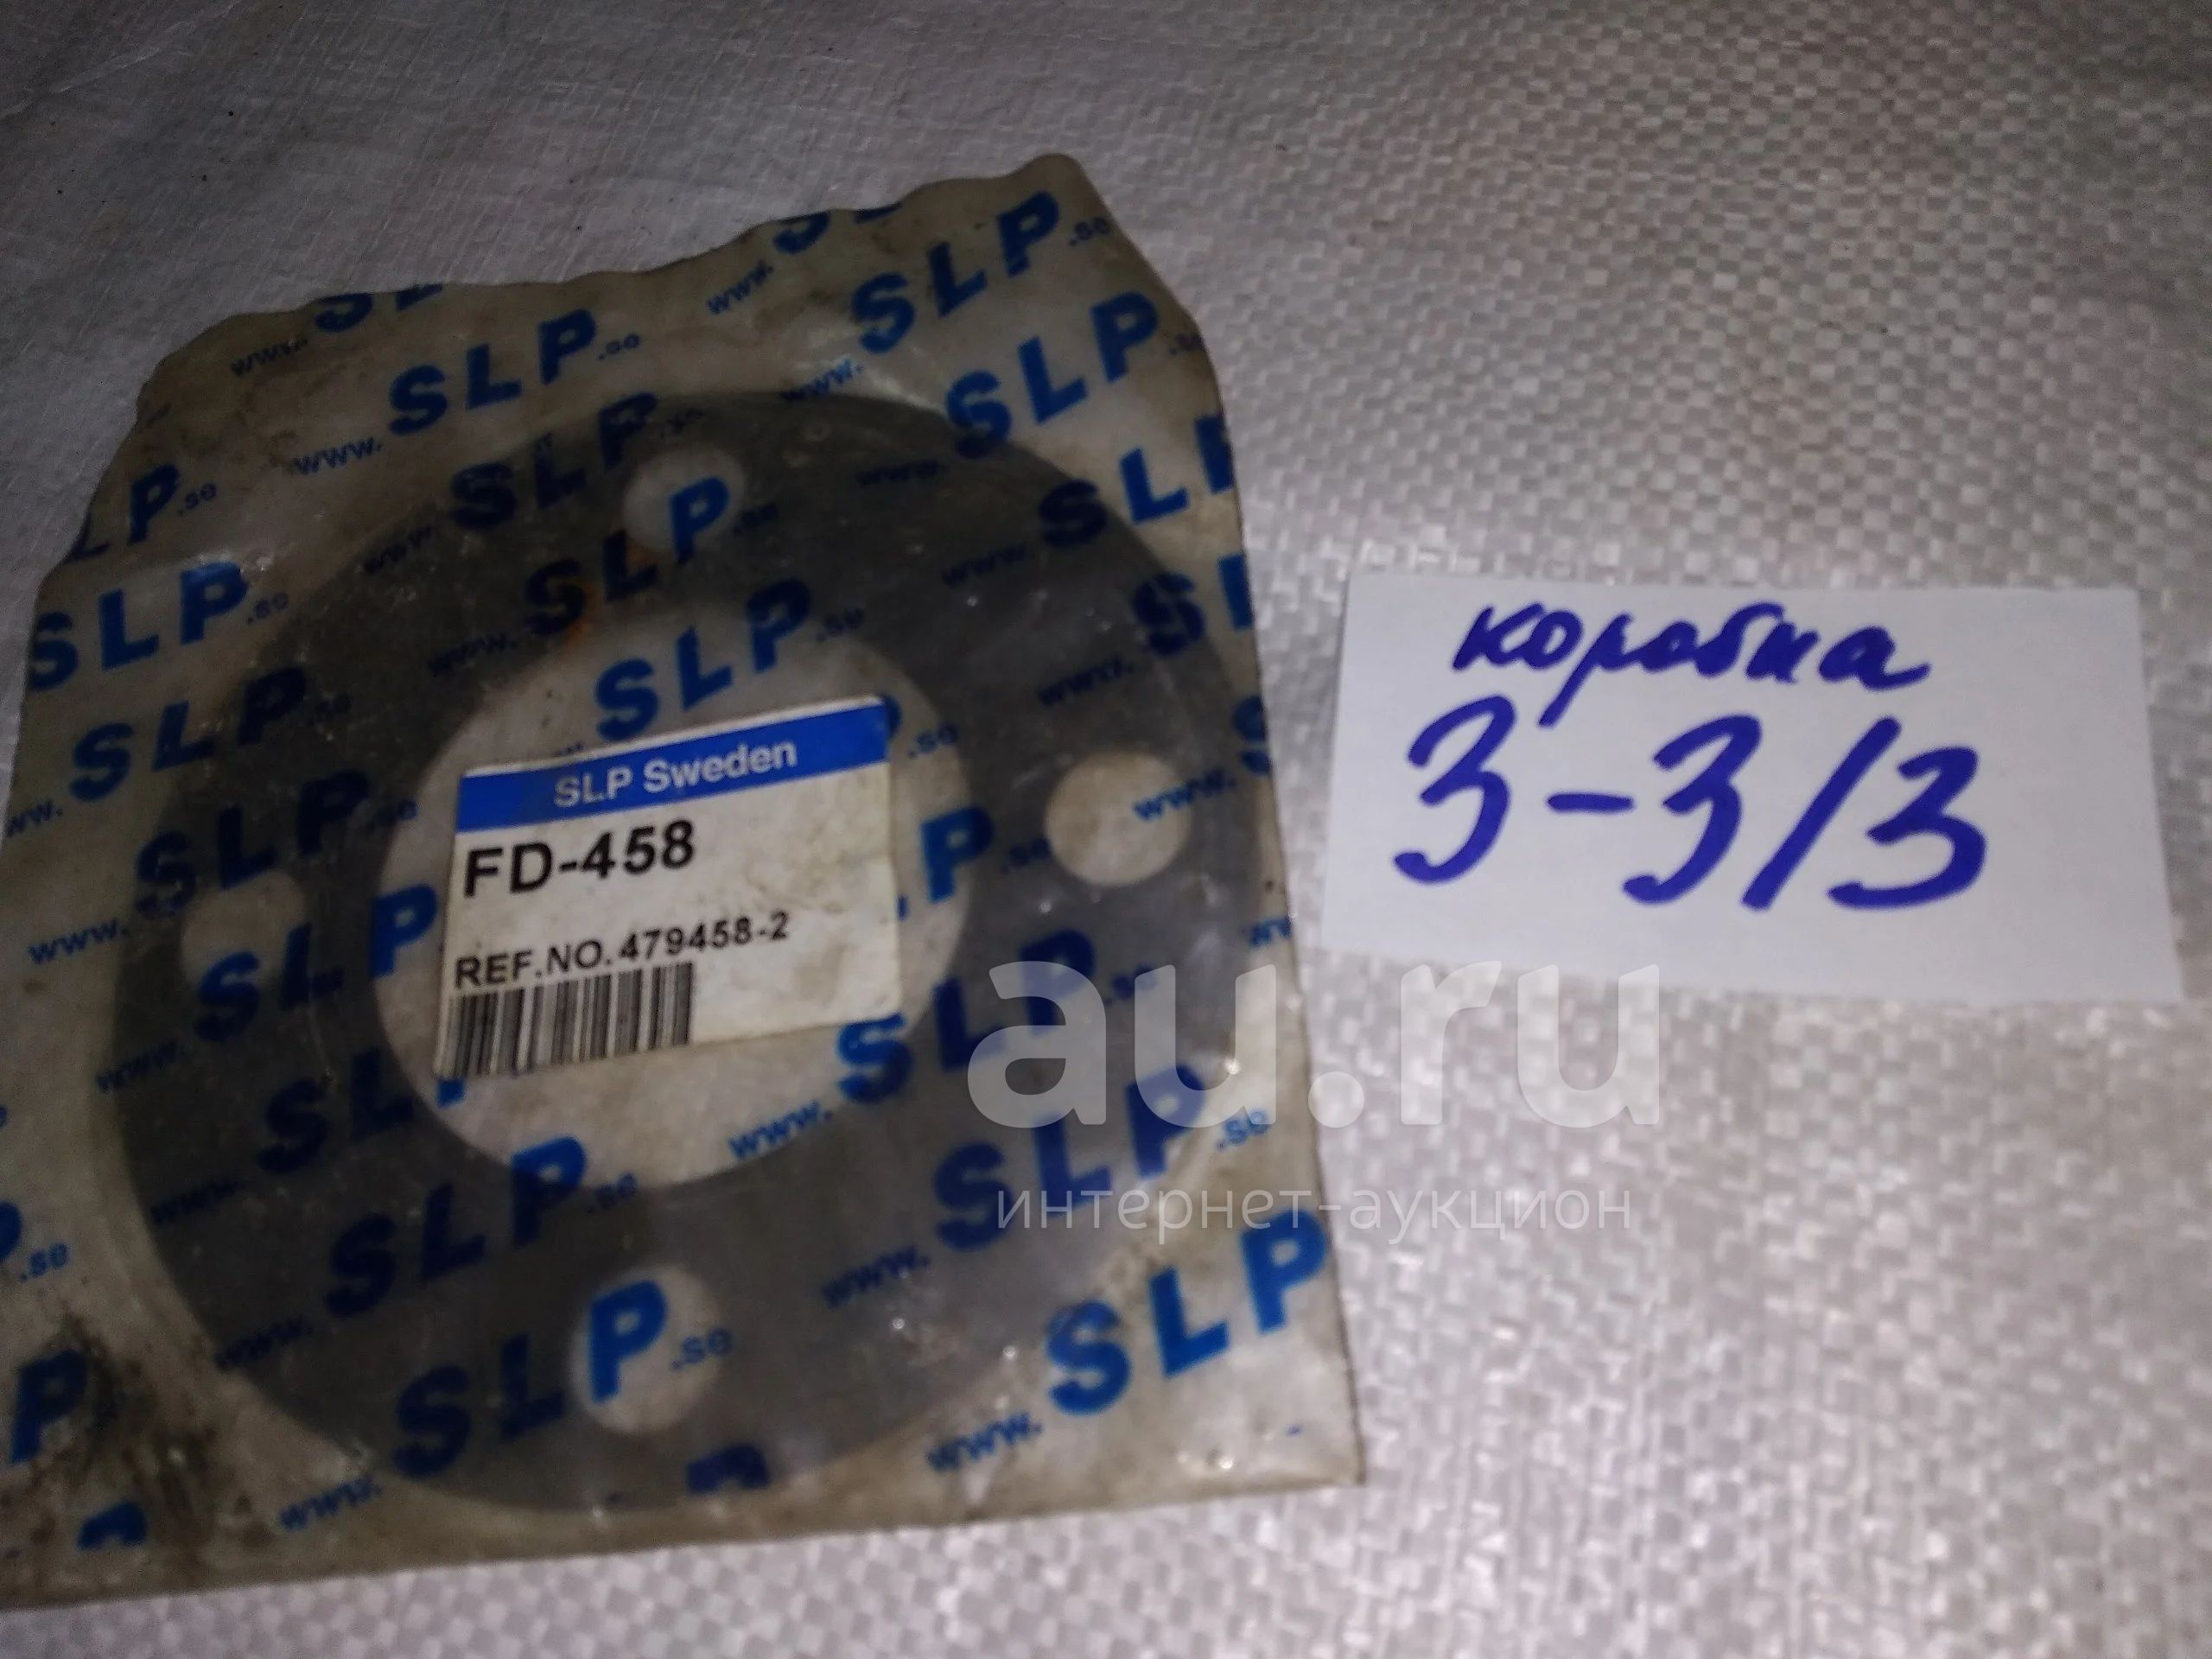 www.SLP.se
SLP Sweden
FD-458
REF.NO.479458-2
коробка
3-3/3
au.ru
интернет-аукцион